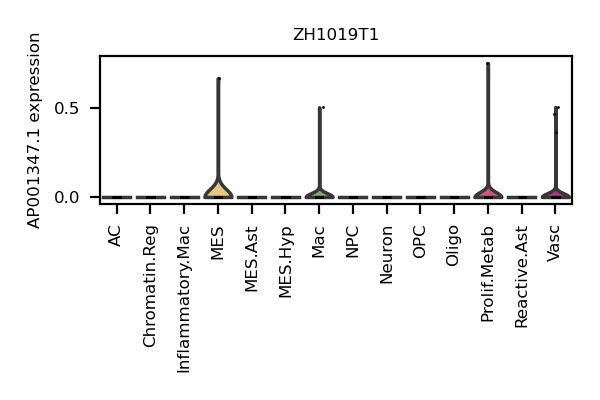 ZH1019T1
AP001347.1 expression
0.5
0.0
AC
Chromatin.Reg
Inflammatory.Mac
MES
MES.Ast
MES.Hyp
Mac
NPC
Neuron
OPC
Oligo
Prolif.Metab
Reactive.Ast
Vasc